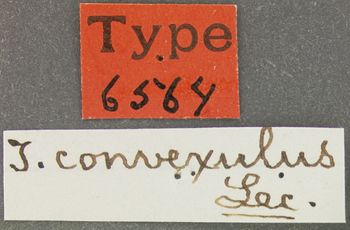 Type
6564
T. convexulus
Lec.